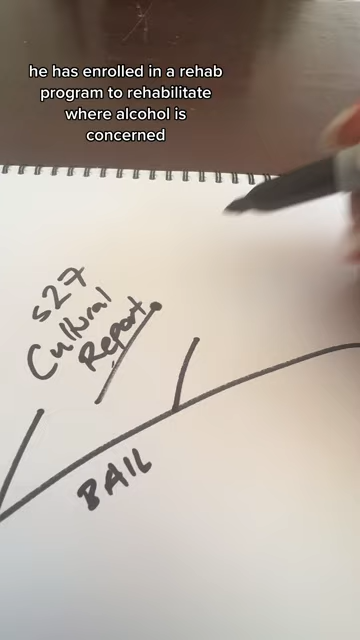 he has enrolled in a rehab
program to rehabilitate
where alcohol is
concerned
s27
Cultural
Report
BAIL